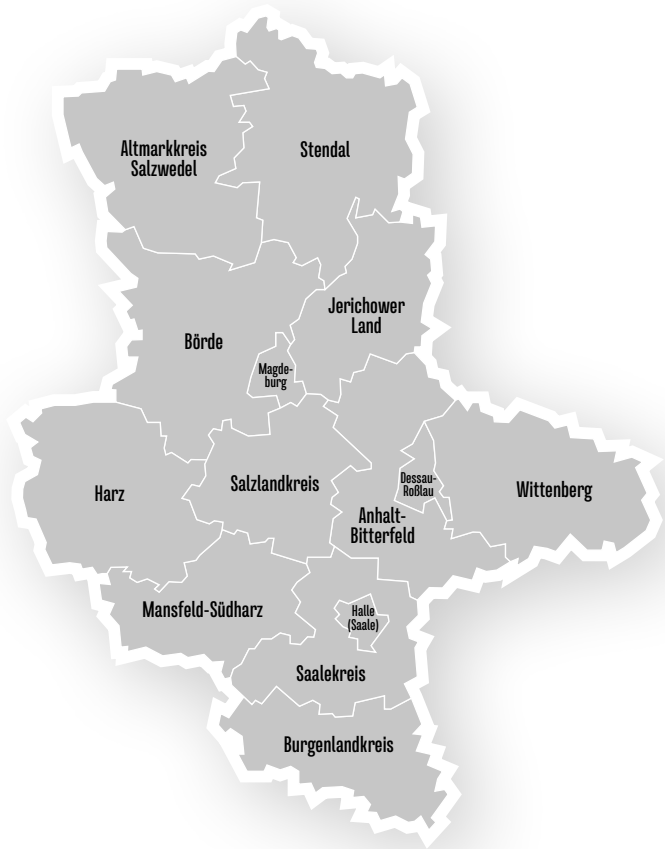 Altmarkkreis
Salzwedel
Stendal
Jerichower
Land
Börde
Magde-
burg
Harz
Salzlandkreis
Dessau-
Roßlau
Wittenberg
Anhalt-
Bitterfeld
Mansfeld-Südharz
Halle
(Saale)
Saalekreis
Burgenlandkreis